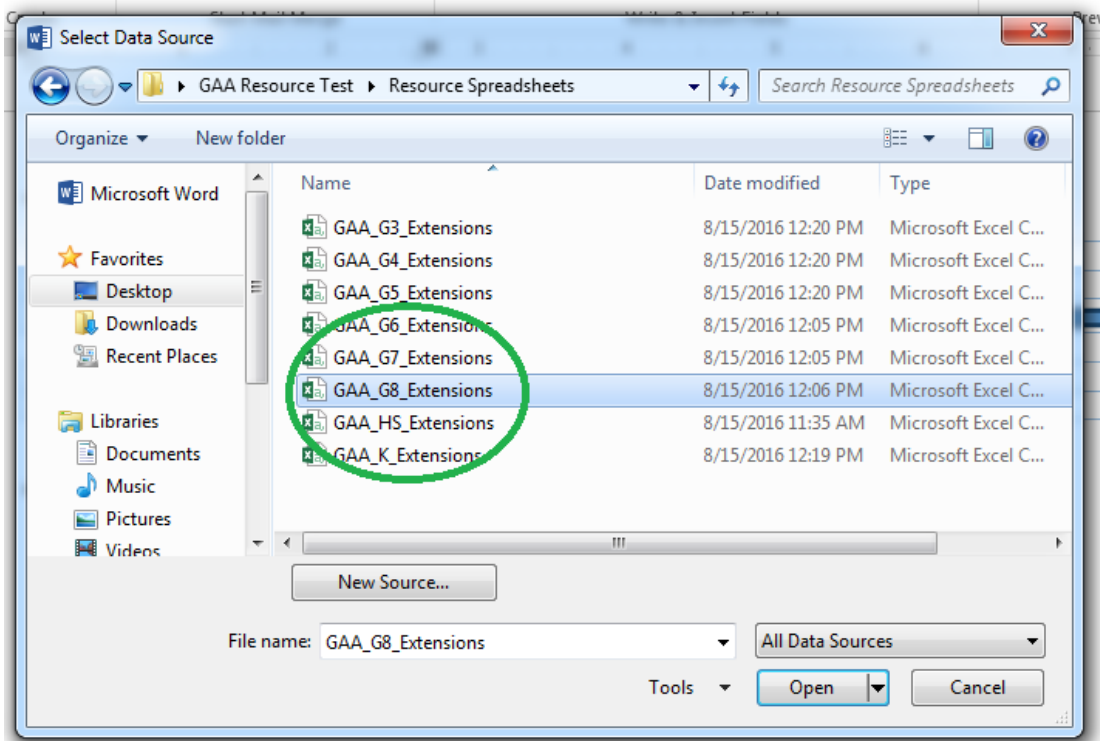 Select Data Source
GAA Resource Test Resource Spreadsheets Search Resource Spreadsheets
Organize New folder
Microsoft Word
Favorites
Desktop
Downloads
Recent Places
Libraries
Documents
Music
Pictures
Videos
Name Date modified Type
GAA_G3_Extensions 8/15/2016 12:20 PM Microsoft Excel C...
GAA_G4_Extensions 8/15/2016 12:20 PM Microsoft Excel C...
GAA_G5_Extensions 8/15/2016 12:20 PM Microsoft Excel C...
GAA_G6_Extensions 8/15/2016 12:05 PM Microsoft Excel C...
GAA_G7_Extensions 8/15/2016 12:05 PM Microsoft Excel C...
GAA_G8_Extensions 8/15/2016 12:06 PM Microsoft Excel C...
GAA_HS_Extensions 8/15/2016 11:35 AM Microsoft Excel C...
GAA_K_Extensions 8/15/2016 12:19 PM Microsoft Excel C...
New Source...
File name: GAA_G8_Extensions All Data Sources
Tools Open Cancel